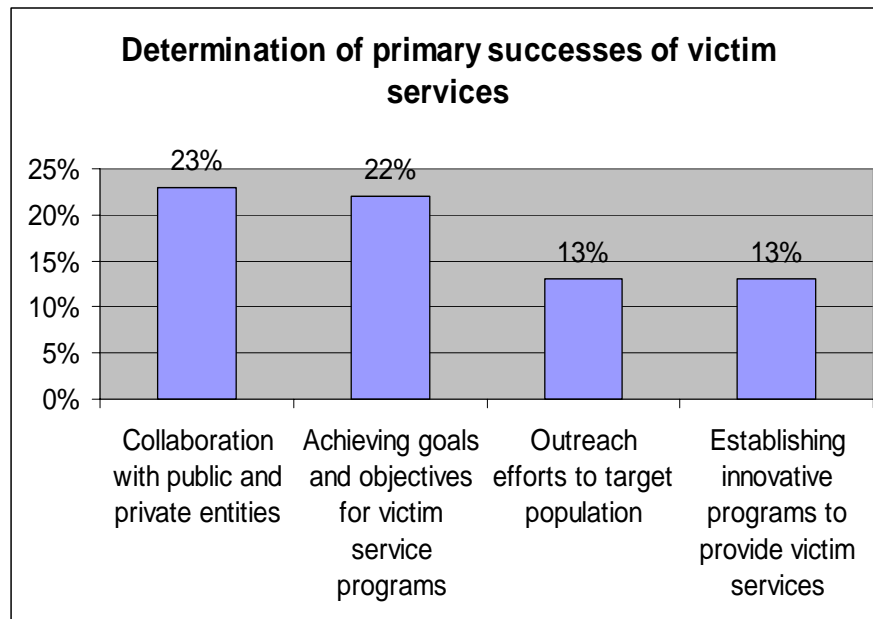 Determination of primary successes of victim
services
25%
20%
15%
10%
5%
0%
23%
22%
13%
13%
Collaboration
with public and
private entities
Achieving goals
and objectives
for victim
service
programs
Outreach
efforts to target
population
Establishing
innovative
programs to
provide victim
services